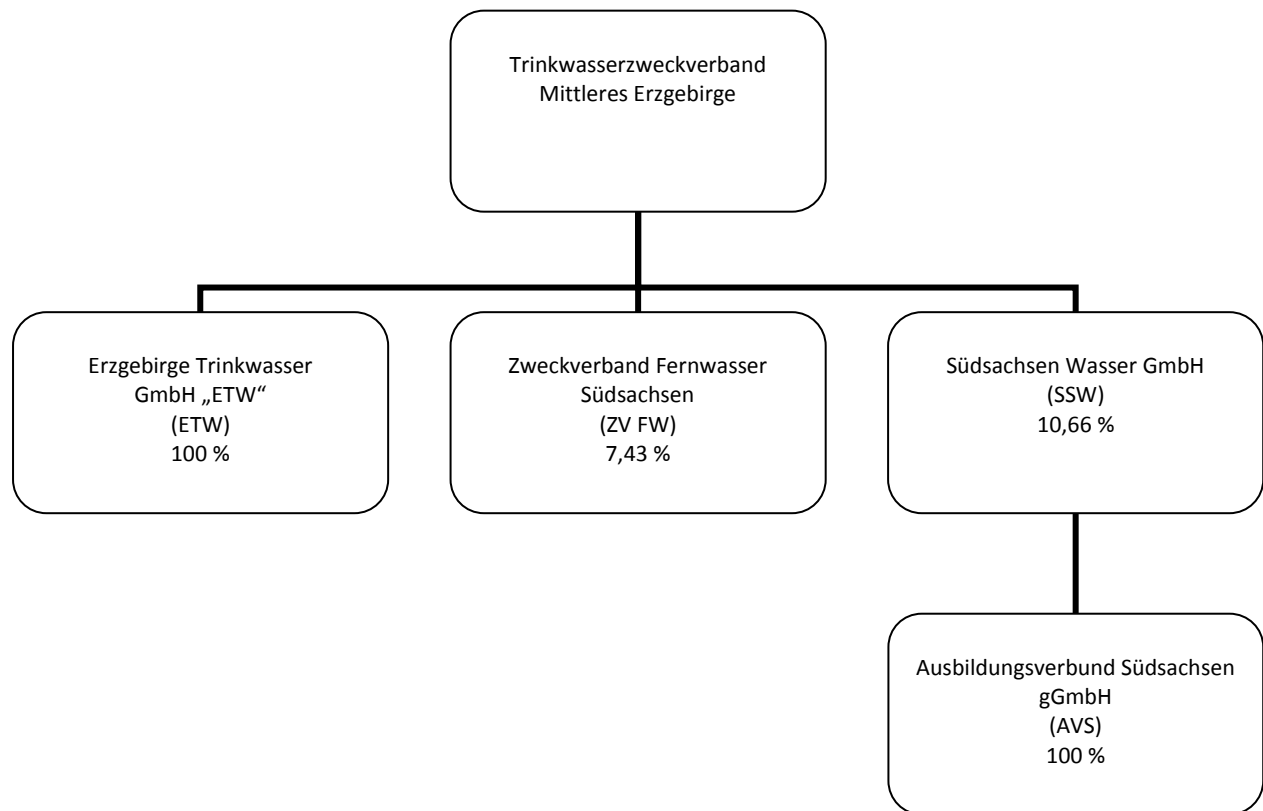 Trinkwasserzweckverband
Mittleres Erzgebirge
Erzgebirge Trinkwasser
GmbH „ETW“
(ETW)
100 %
Zweckverband Fernwasser
Südsachsen
(ZV FW)
7,43 %
Südsachsen Wasser GmbH
(SSW)
10,66 %
Ausbildungsverbund Südsachsen
gGmbH
(AVS)
100 %